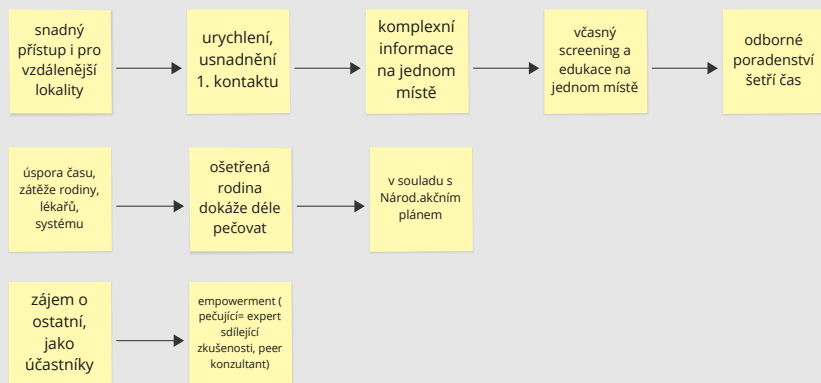 snadný
přístup i pro
vzdálenější
lokality
urychlení,
usnadnění
1. kontaktu
komplexní
informace
na jednom
místě
včasný
screening a
edukace na
jednom místě
odborné
poradenství
šetří čas
úspora času,
zátěže rodiny,
lékařů,
systému
ošetřená
rodina
dokáže déle
pečovat
v souladu s
Národ.akčním
plánem
zájem o
ostatní,
jako
účastníky
empowerment (
pečující= expert
sdílející
zkušenosti, peer
konzultant)